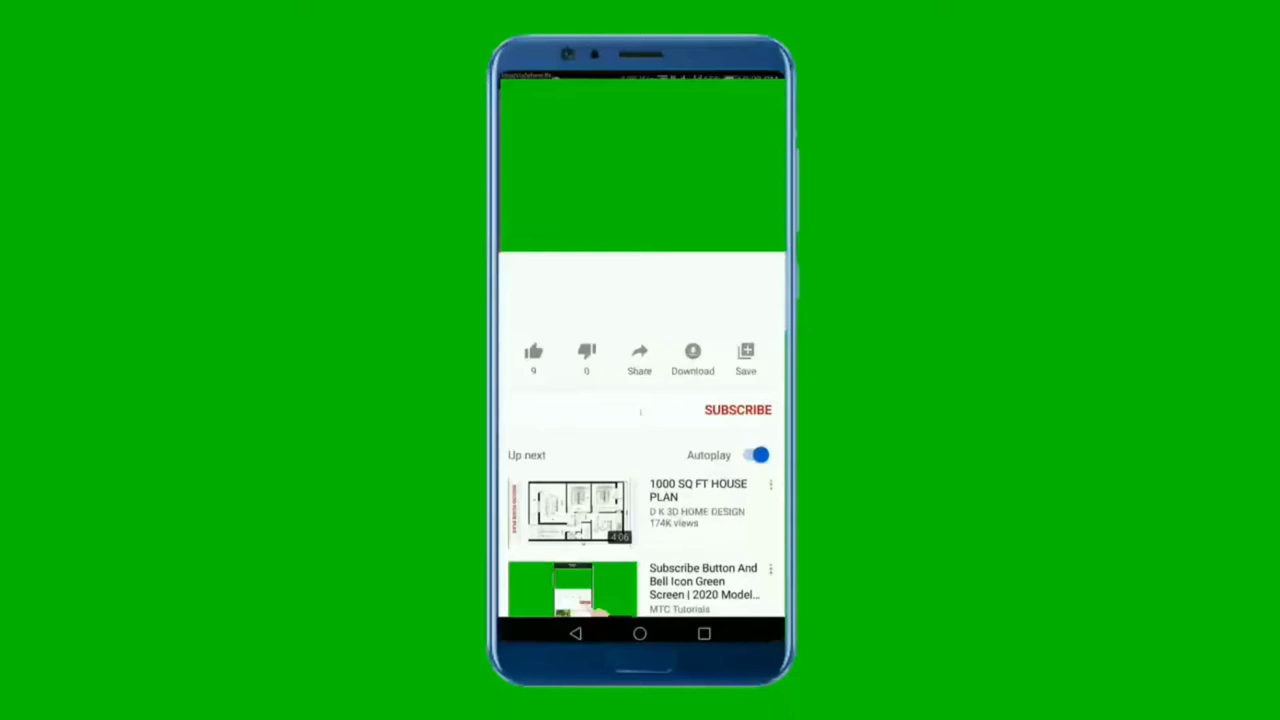 9
0
Share
Download
Save
SUBSCRIBE
Up next
Autoplay
1000 SQ FT HOUSE
PLAN
D K 3D HOME DESIGN
174K views
4:06
Subscribe Button And
Bell Icon Green
Screen | 2020 Model...
MTC Tutorials